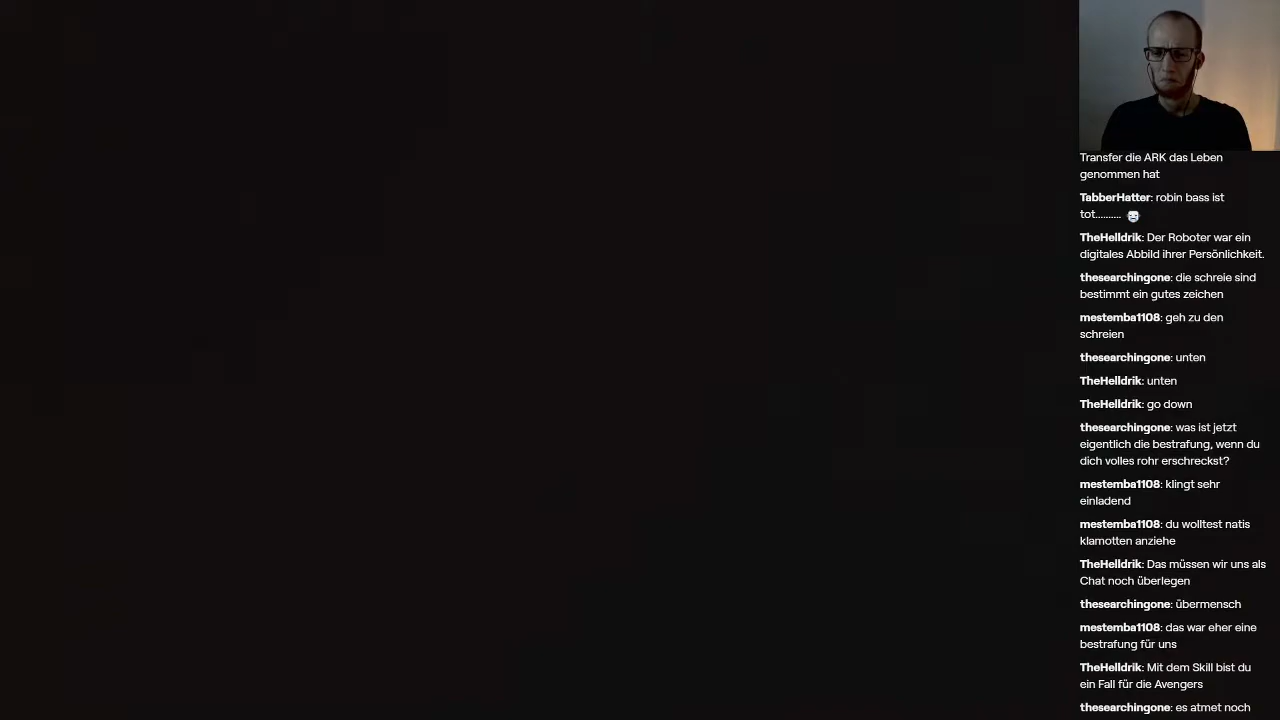 Transfer die ARK das Leben
genommen hat
TabberHatter: robin bass ist
tot..........
TheHelldrik: Der Roboter war ein
digitales Abbild ihrer Persönlichkeit.
thesearchingone: die schreie sind
bestimmt ein gutes zeichen
mestemba1108: geh zu den
schreien
thesearchingone: unten
TheHelldrik: unten
TheHelldrik: go down
thesearchingone: was ist jetzt
eigentlich die bestrafung, wenn du
dich volles rohr erschreckst?
mestemba1108: klingt sehr
einladend
mestemba1108: du wolltest natis
klamotten anziehe
TheHelldrik: Das müssen wir uns als
Chat noch überlegen
thesearchingone: übermensch
mestemba1108: das war eher eine
bestrafung für uns
TheHelldrik: Mit dem Skill bist du
ein Fall für die Avengers
thesearchingone: es atmet noch